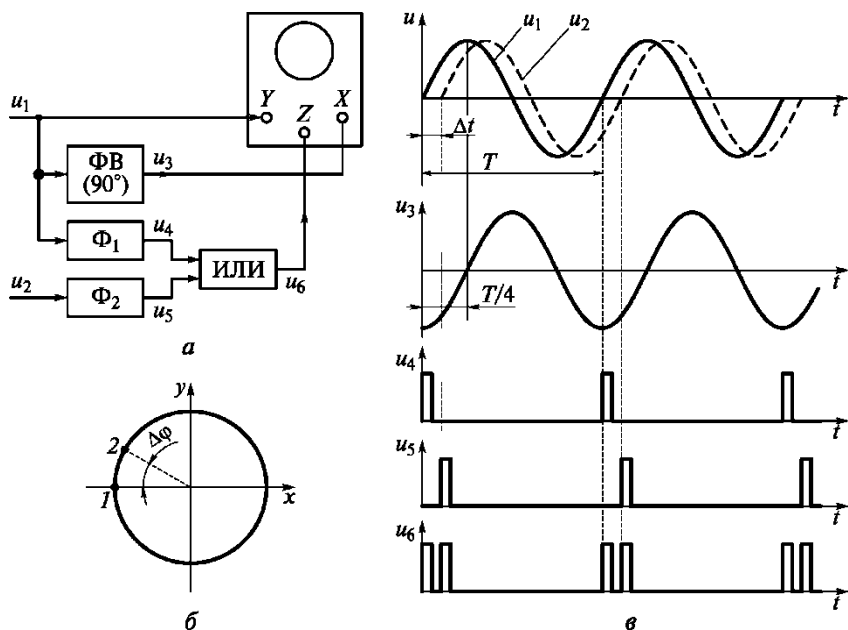 u₁
Y
Z
X
ФВ
(90°)
u₃
Ф₁
u₄
ИЛИ
u₂
Ф₂
u₅
u₆
а
y
2
Δφ
1
x
б
u
u₁
u₂
t
Δt
T
u₃
t
T/4
u₄
t
u₅
t
u₆
t
в